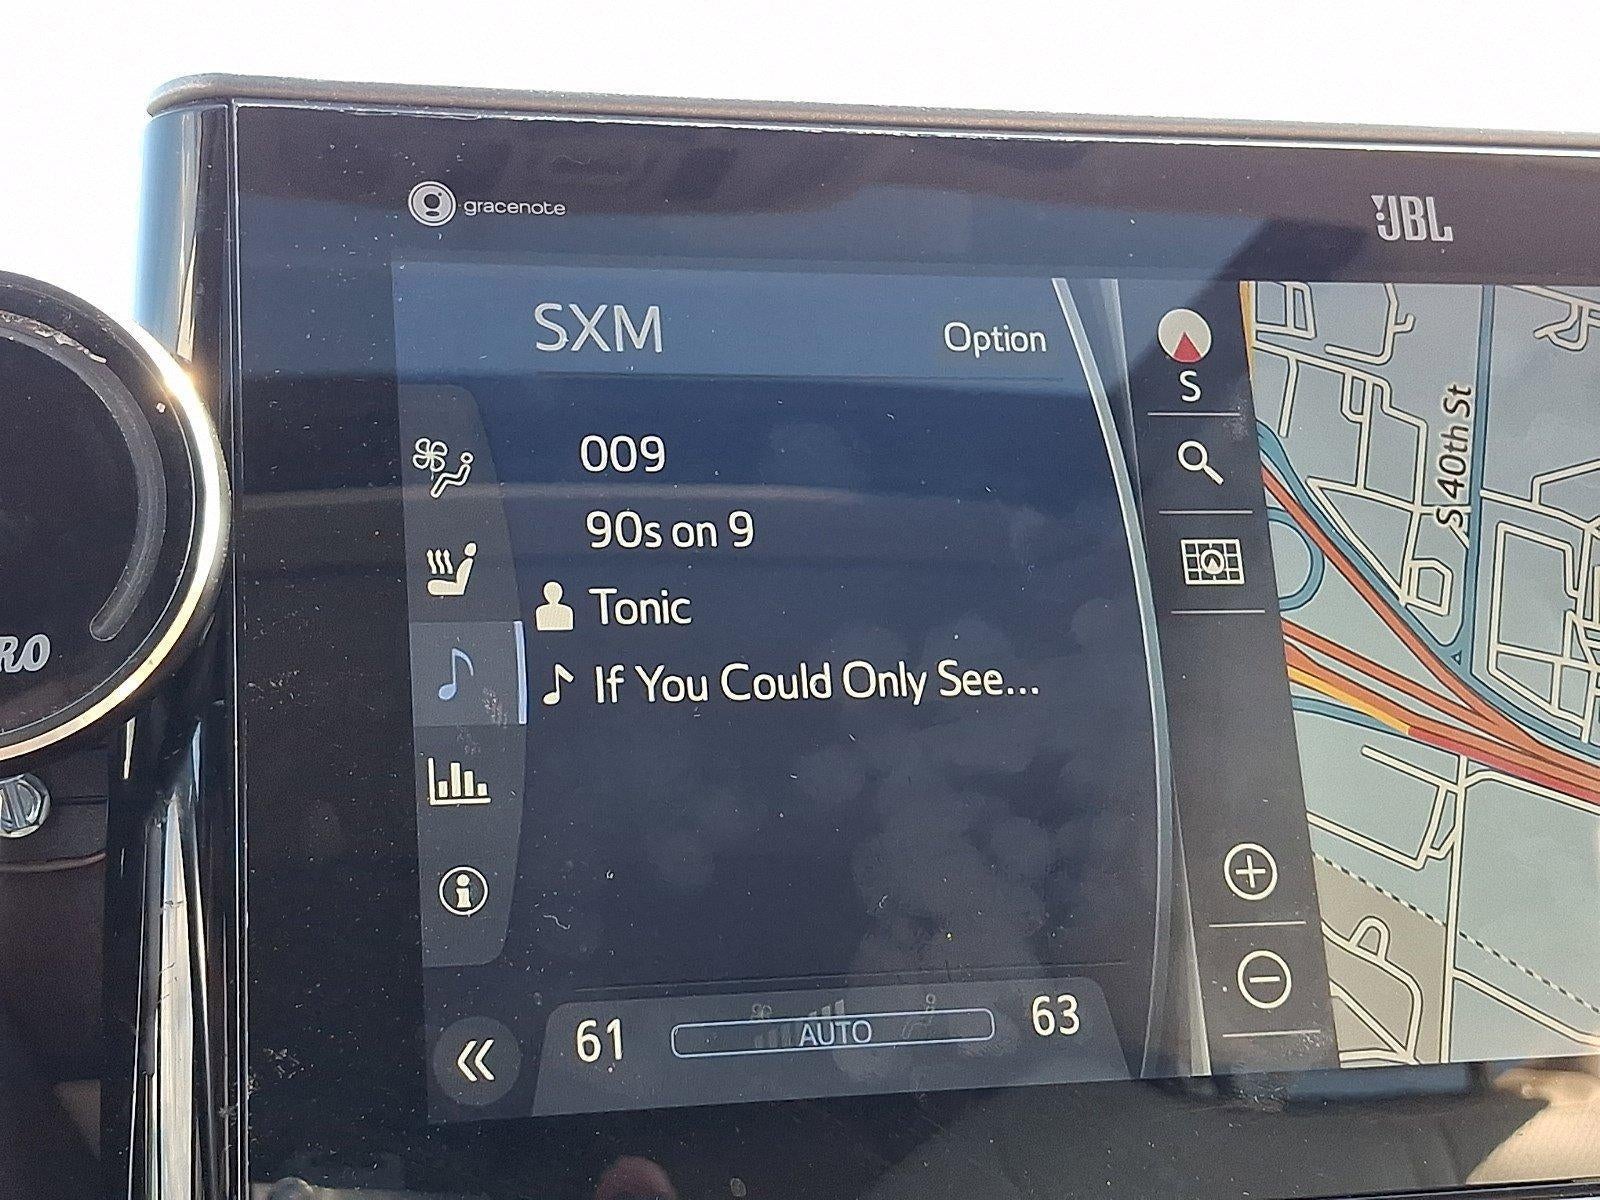 gracenote
JBL
SXM
Option
S
009
90s on 9
Tonic
If You Could Only See...
S 40th St
RO
61
AUTO
63